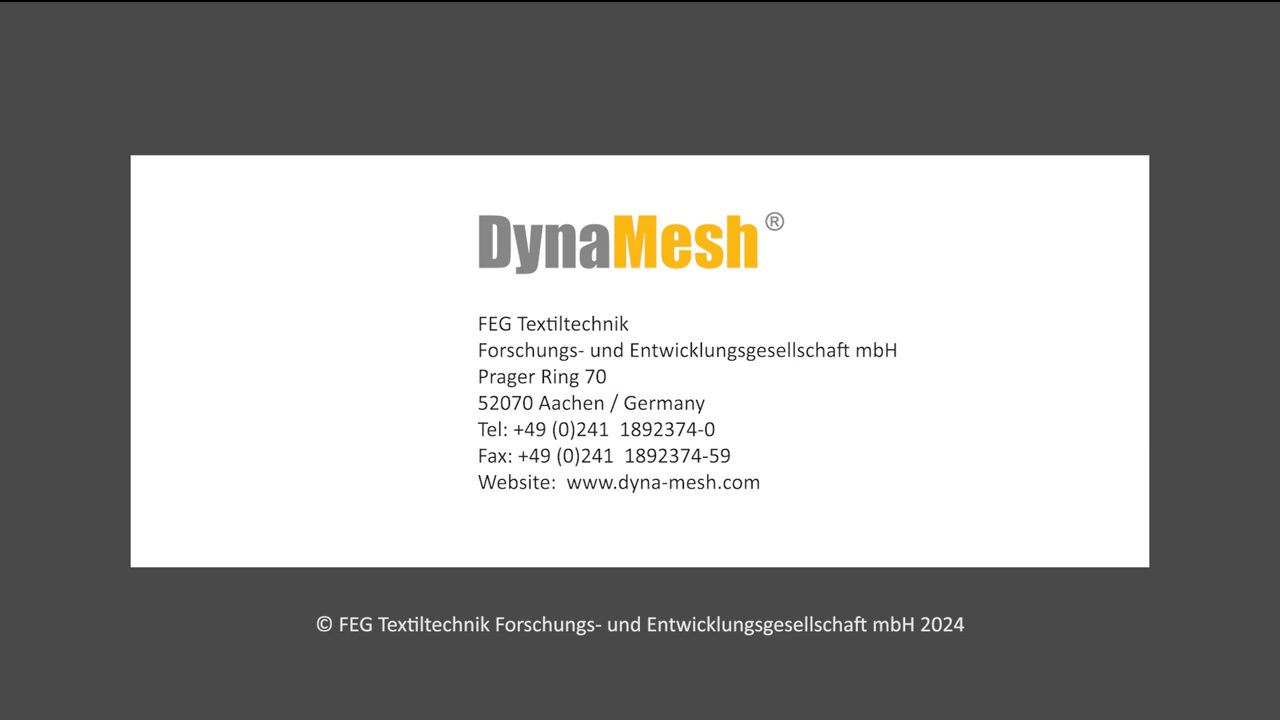 DynaMesh®
FEG Textiltechnik
Forschungs- und Entwicklungsgesellschaft mbH
Prager Ring 70
52070 Aachen / Germany
Tel: +49 (0)241  1892374-0
Fax: +49 (0)241  1892374-59
Website:  www.dyna-mesh.com
© FEG Textiltechnik Forschungs- und Entwicklungsgesellschaft mbH 2024